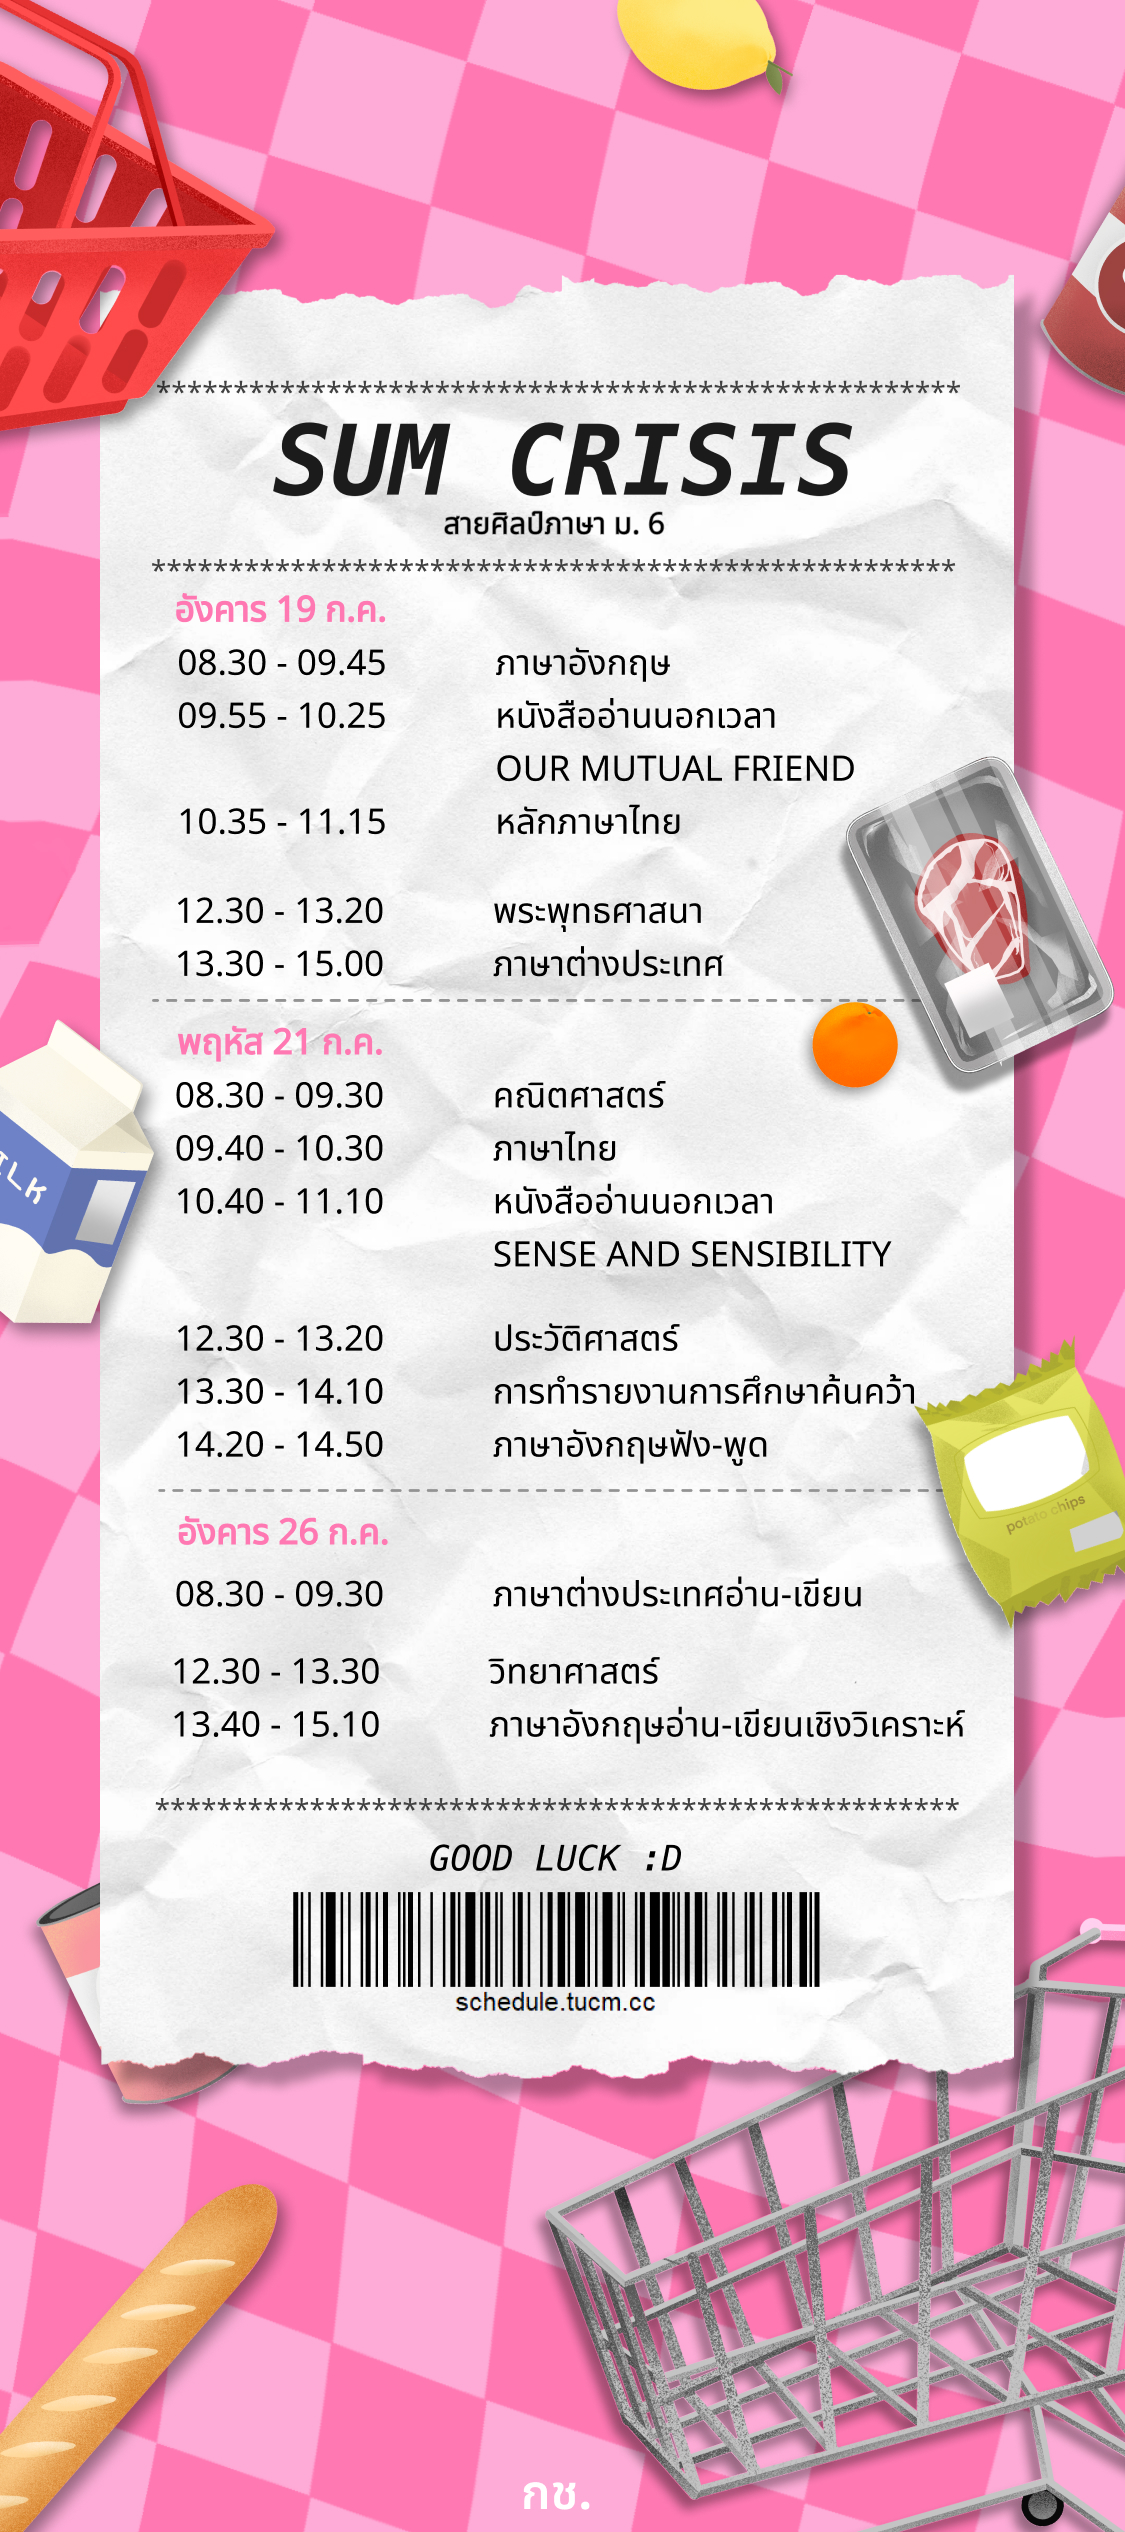 ****************************************************
SUM CRISIS
สายศิลป์ภาษา ม. 6
****************************************************
อังคาร 19 ก.ค.
08.30 - 09.45 ภาษาอังกฤษ
09.55 - 10.25 หนังสืออ่านนอกเวลา
OUR MUTUAL FRIEND
10.35 - 11.15 หลักภาษาไทย
12.30 - 13.20 พระพุทธศาสนา
13.30 - 15.00 ภาษาต่างประเทศ
พฤหัส 21 ก.ค.
08.30 - 09.30 คณิตศาสตร์
09.40 - 10.30 ภาษาไทย
10.40 - 11.10 หนังสืออ่านนอกเวลา
SENSE AND SENSIBILITY
12.30 - 13.20 ประวัติศาสตร์
13.30 - 14.10 การทำรายงานการศึกษาค้นคว้า
14.20 - 14.50 ภาษาอังกฤษฟัง-พูด
potato chips
อังคาร 26 ก.ค.
08.30 - 09.30 ภาษาต่างประเทศอ่าน-เขียน
12.30 - 13.30 วิทยาศาสตร์
13.40 - 15.10 ภาษาอังกฤษอ่าน-เขียนเชิงวิเคราะห์
****************************************************
GOOD LUCK :D
schedule.tucm.cc
กช.